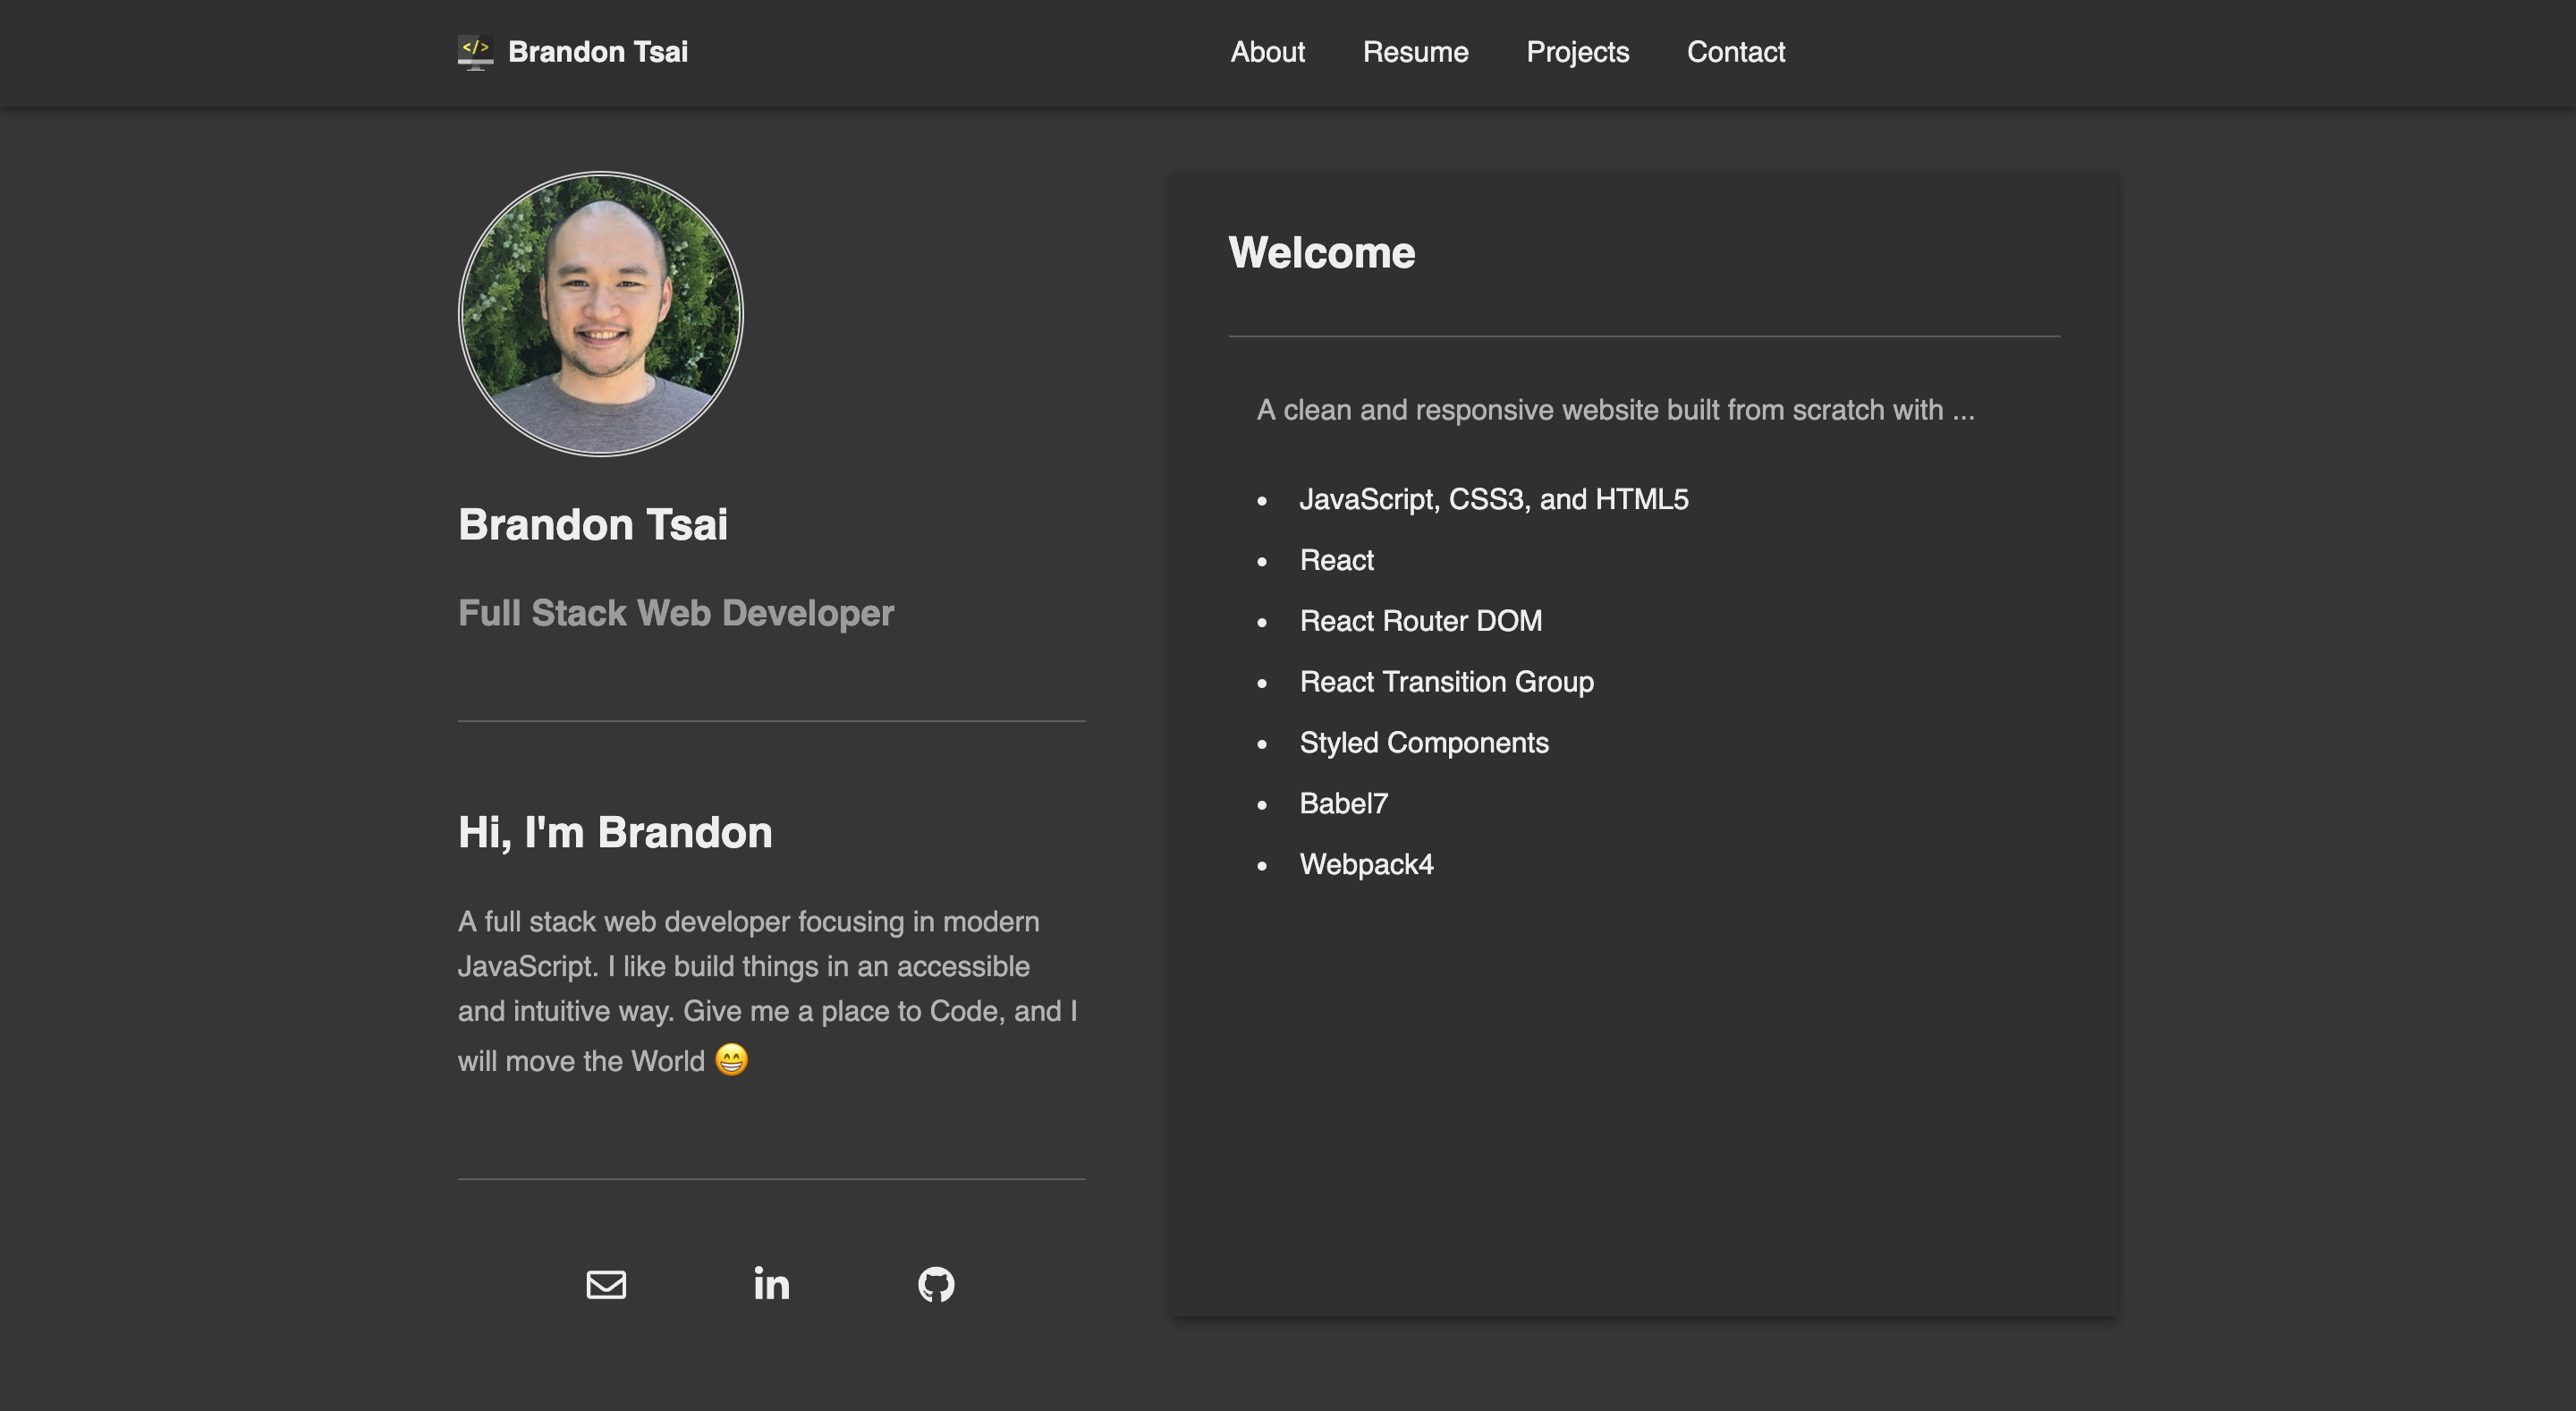 </> Brandon Tsai
About Resume Projects Contact
Brandon Tsai
Full Stack Web Developer
Hi, I'm Brandon
A full stack web developer focusing in modern
JavaScript. I like build things in an accessible
and intuitive way. Give me a place to Code, and I
will move the World 😁
in
Welcome
A clean and responsive website built from scratch with ...
• JavaScript, CSS3, and HTML5
• React
• React Router DOM
• React Transition Group
• Styled Components
• Babel7
• Webpack4